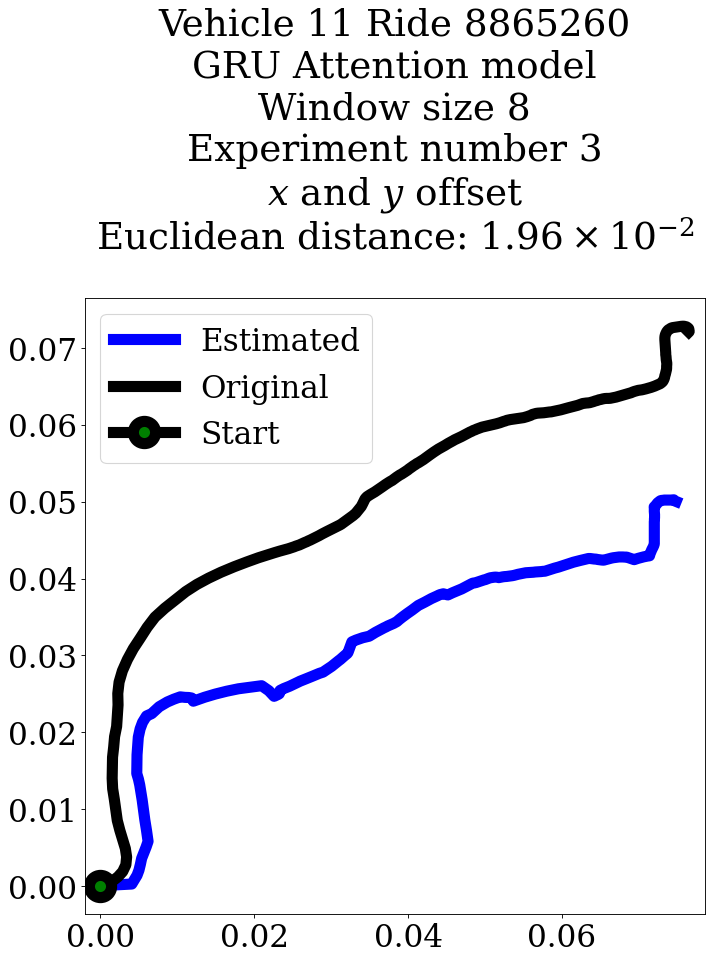 Vehicle 11 Ride 8865260
GRU Attention model
Window size 8
Experiment number 3
x and y offset
Euclidean distance: 1.96 × 10⁻²
Estimated
Original
Start
0.07
0.06
0.05
0.04
0.03
0.02
0.01
0.00
0.00 0.02 0.04 0.06